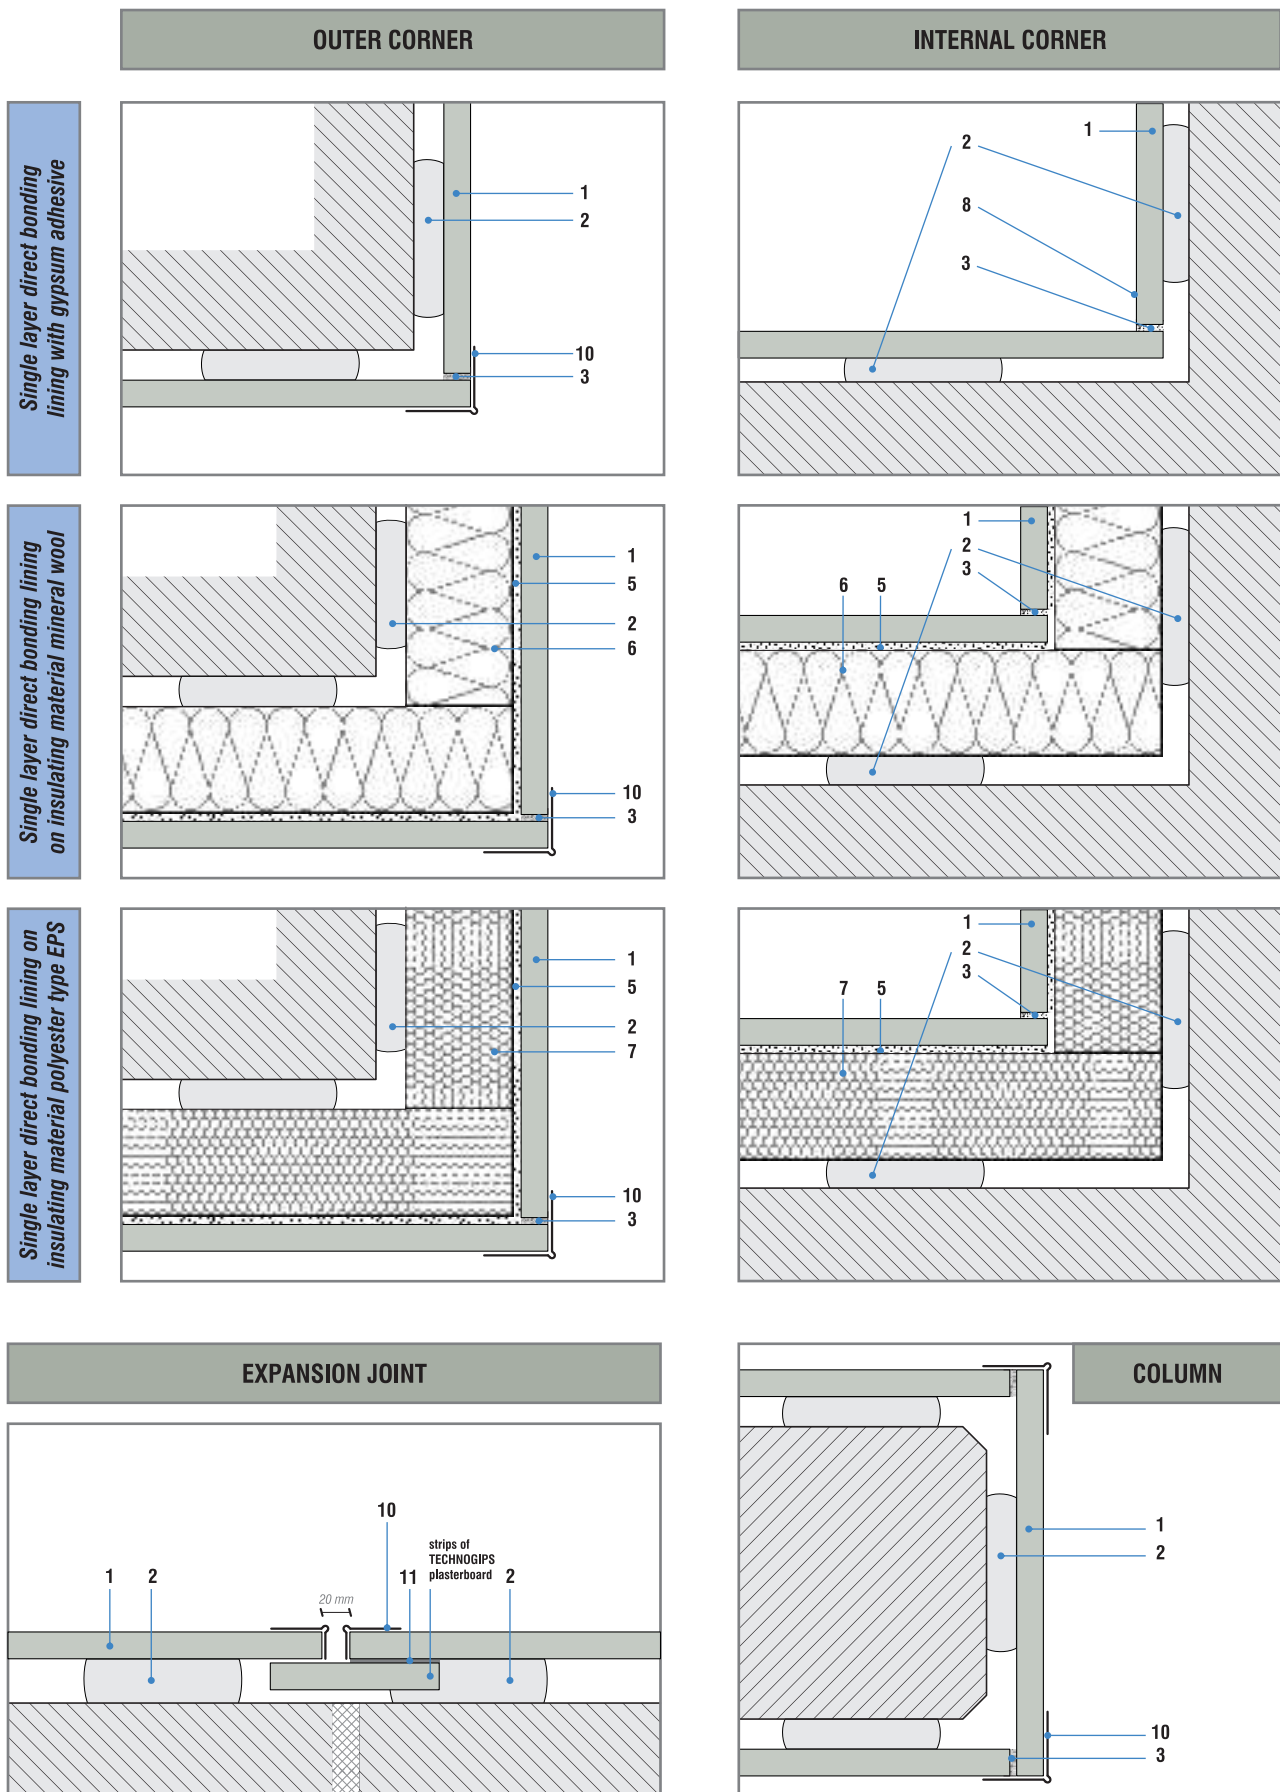 OUTER CORNER
INTERNAL CORNER
Single layer direct bonding
lining with gypsum adhesive
1
2
10
3
1
2
8
3
Single layer direct bonding lining
on insulating material mineral wool
1
5
2
6
10
3
1
2
3
6 5
Single layer direct bonding lining on
insulating material polyester type EPS
1
5
2
7
10
3
1
2
3
7 5
EXPANSION JOINT
COLUMN
10
strips of
TECHNOGIPS
plasterboard
1 2 11 2
20 mm
1
2
10
3